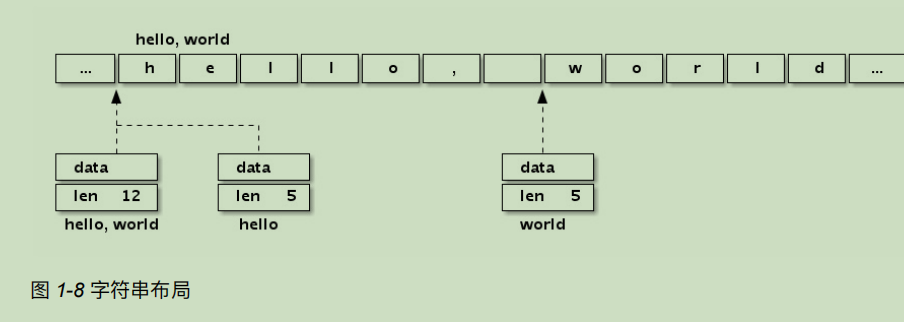 hello, world
... h e l l o , w o r l d ...
data data data
len 12 len 5 len 5
hello, world hello world
图 1-8 字符串布局